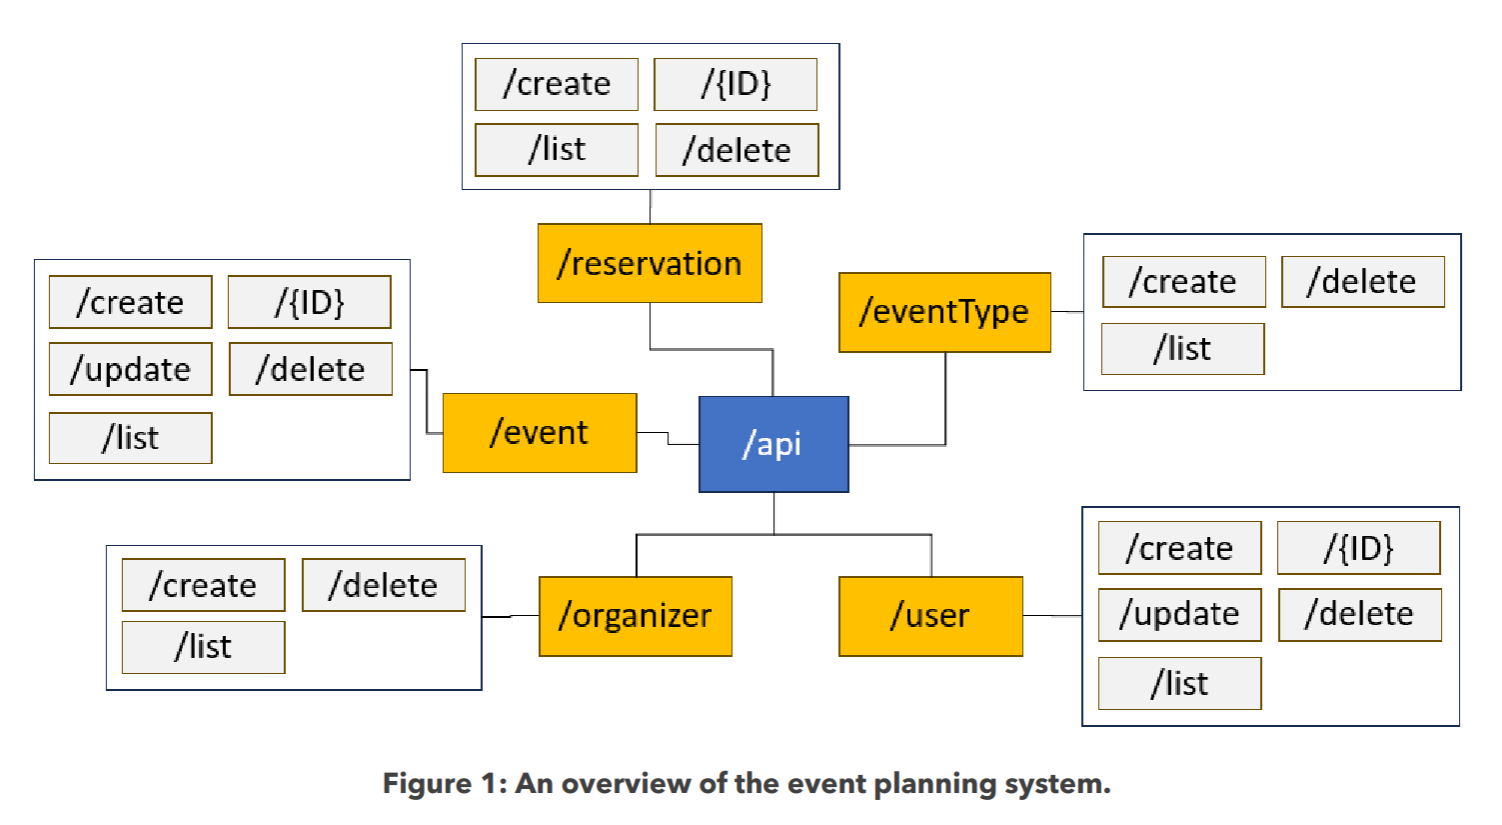 /create /{ID}
/list /delete
/reservation
/create /{ID}
/update /delete
/list
/event
/api
/eventType
/create /delete
/list
/create /delete
/list
/organizer
/user
/create /{ID}
/update /delete
/list
Figure 1: An overview of the event planning system.